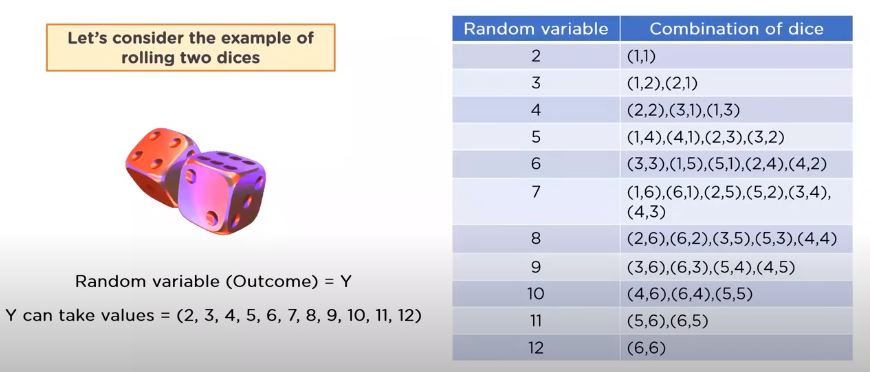 Let's consider the example of
rolling two dices
Random variable (Outcome) = Y
Y can take values = (2, 3, 4, 5, 6, 7, 8, 9, 10, 11, 12)
Random variable Combination of dice
2 (1,1)
3 (1,2),(2,1)
4 (2,2),(3,1),(1,3)
5 (1,4),(4,1),(2,3),(3,2)
6 (3,3),(1,5),(5,1),(2,4),(4,2)
7 (1,6),(6,1),(2,5),(5,2),(3,4),
(4,3)
8 (2,6),(6,2),(3,5),(5,3),(4,4)
9 (3,6),(6,3),(5,4),(4,5)
10 (4,6),(6,4),(5,5)
11 (5,6),(6,5)
12 (6,6)